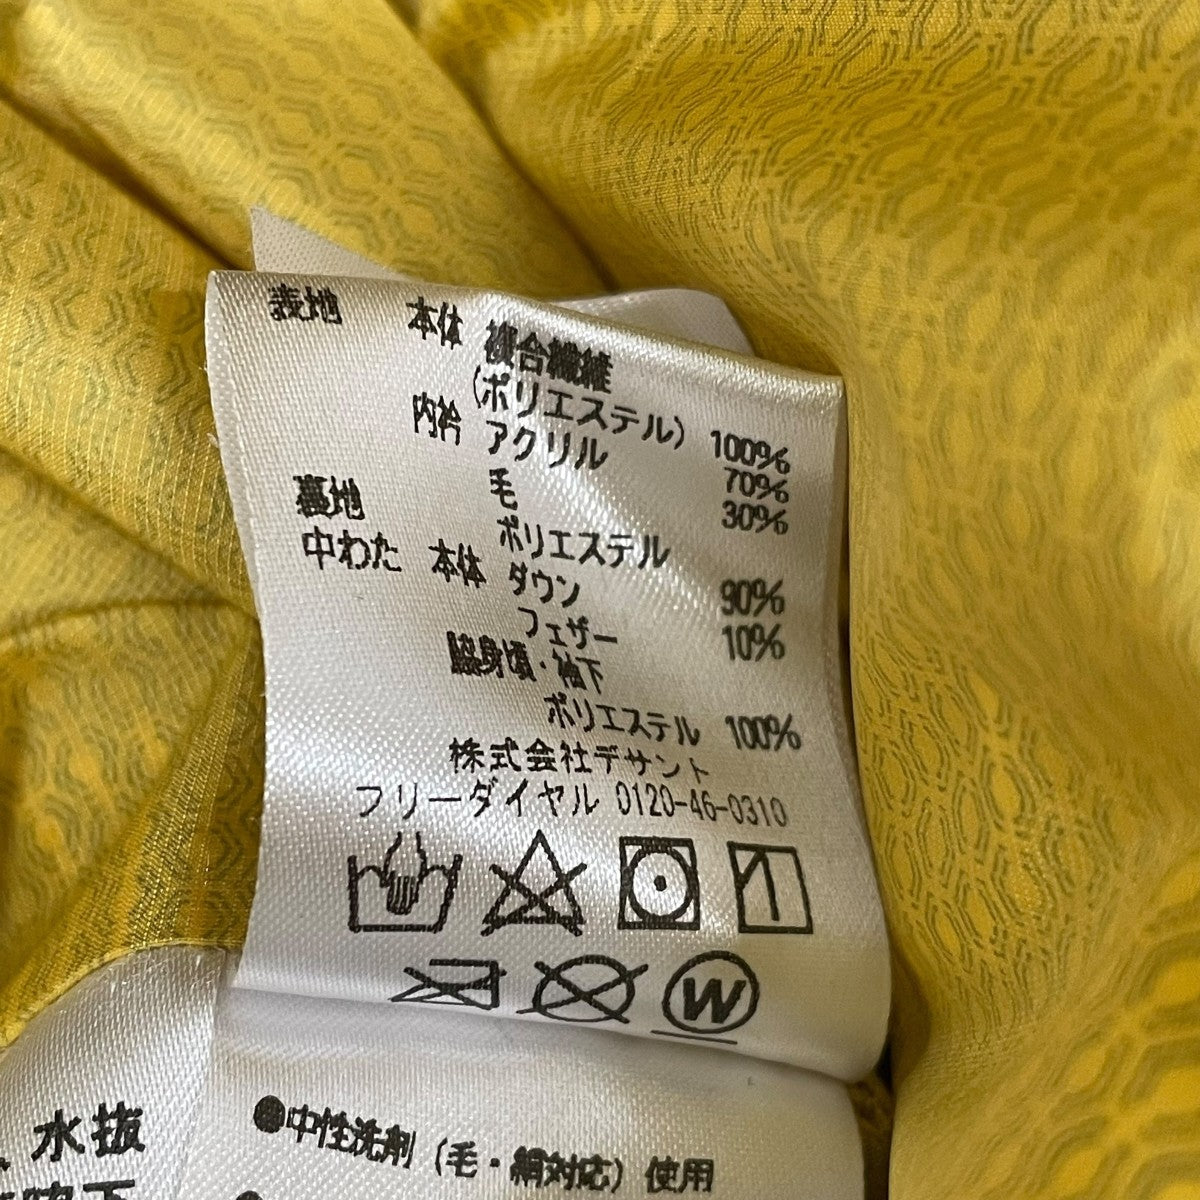 表地 本体 複合繊維
(ポリエステル) 100%
内衿 アクリル 70%
毛 30%
裏地 ポリエステル
中わた 本体 ダウン 90%
フェザー 10%
脇身頃・袖下
ポリエステル 100%
株式会社デサント
フリーダイヤル 0120-46-0310
W
水抜
●中性洗剤(毛・絹対応)使用